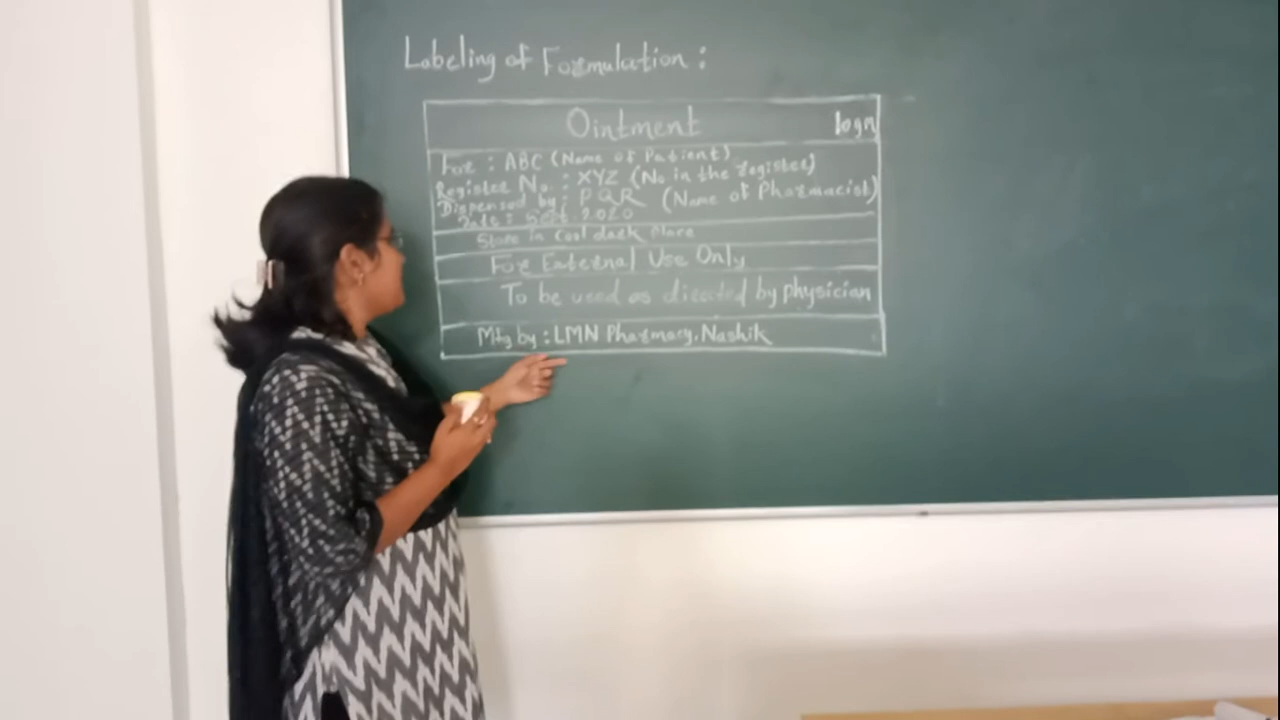 Labeling of Formulation :
Ointment 10gm
For : ABC (Name of Patient)
Register No. : XYZ (No in the register)
Dispensed by : PQR (Name of Pharmacist)
Date : Sept. 2020
Store in Cool dark Place
For External Use Only
To be used as directed by physician
Mfg by : LMN Pharmacy, Nashik